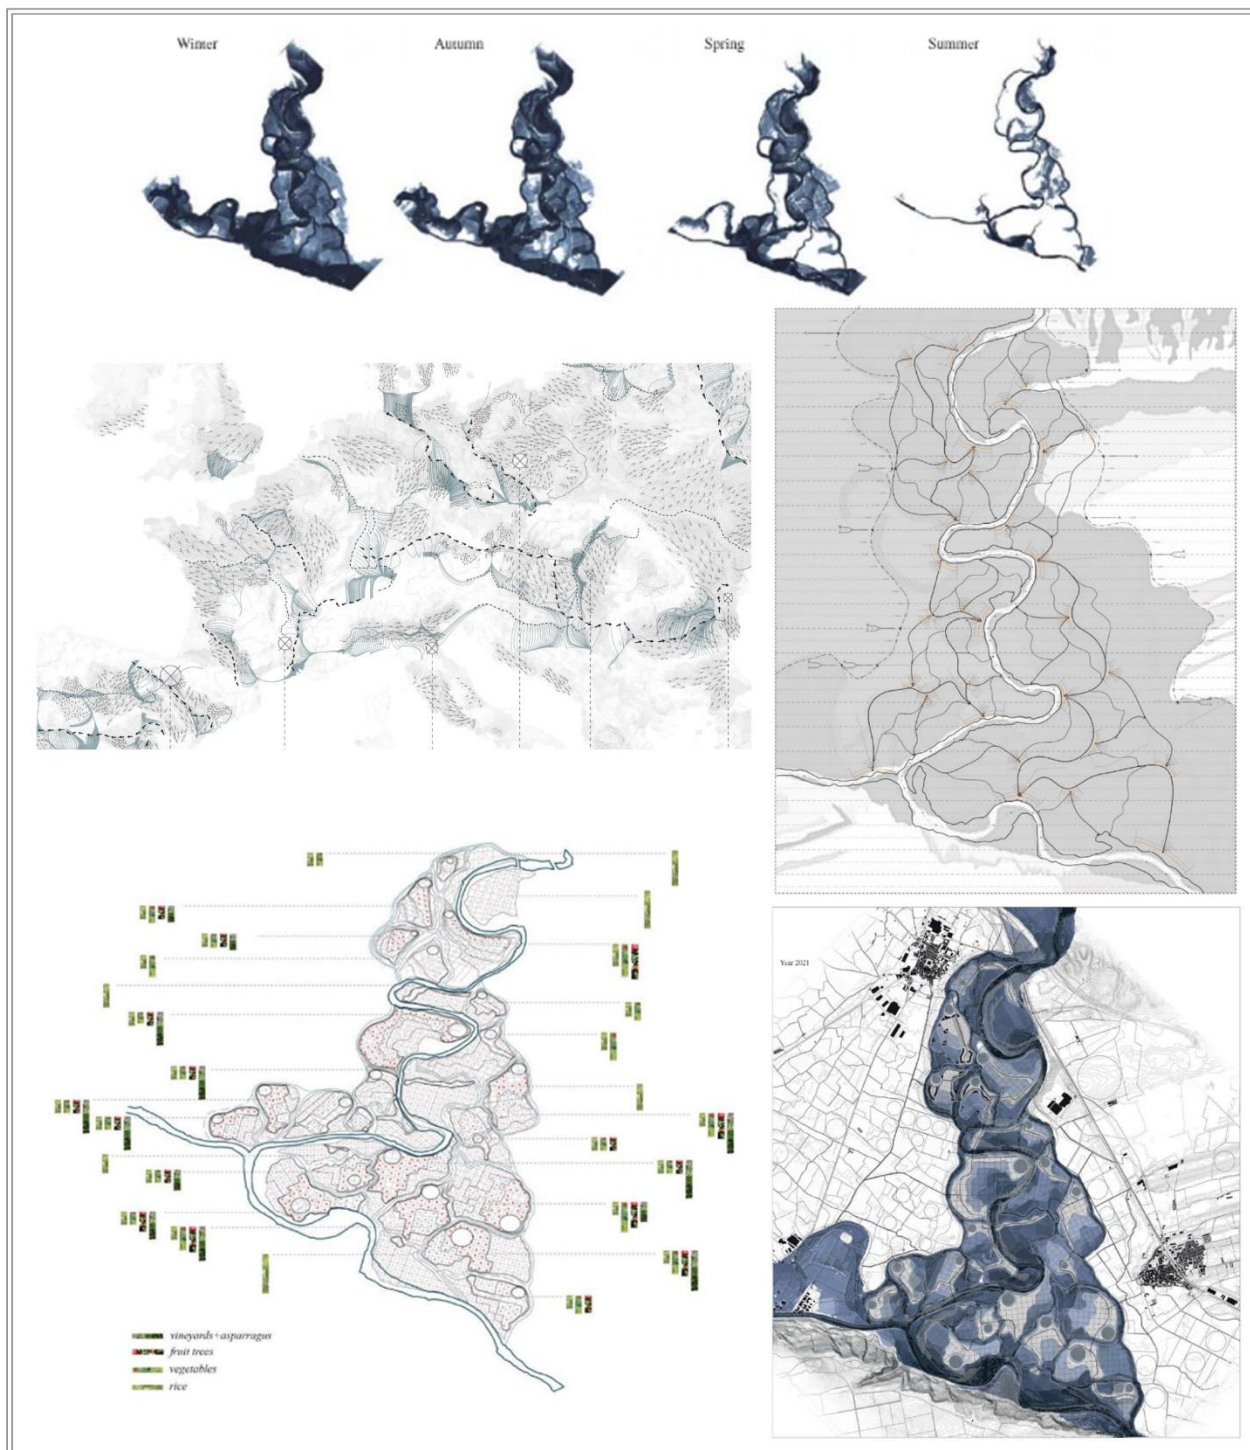 Winter
Autumn
Spring
Summer
Year 2021
vineyards+asparragus
fruit trees
vegetables
rice